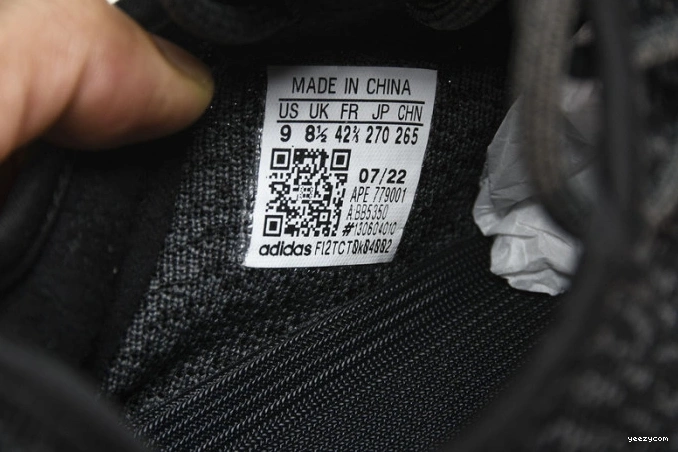 MADE IN CHINA
US UK FR JP CHN
9 8½ 42⅔ 270 265
07/22
APE 779001
A:BB5350
#130604010
adidas
yeezycom